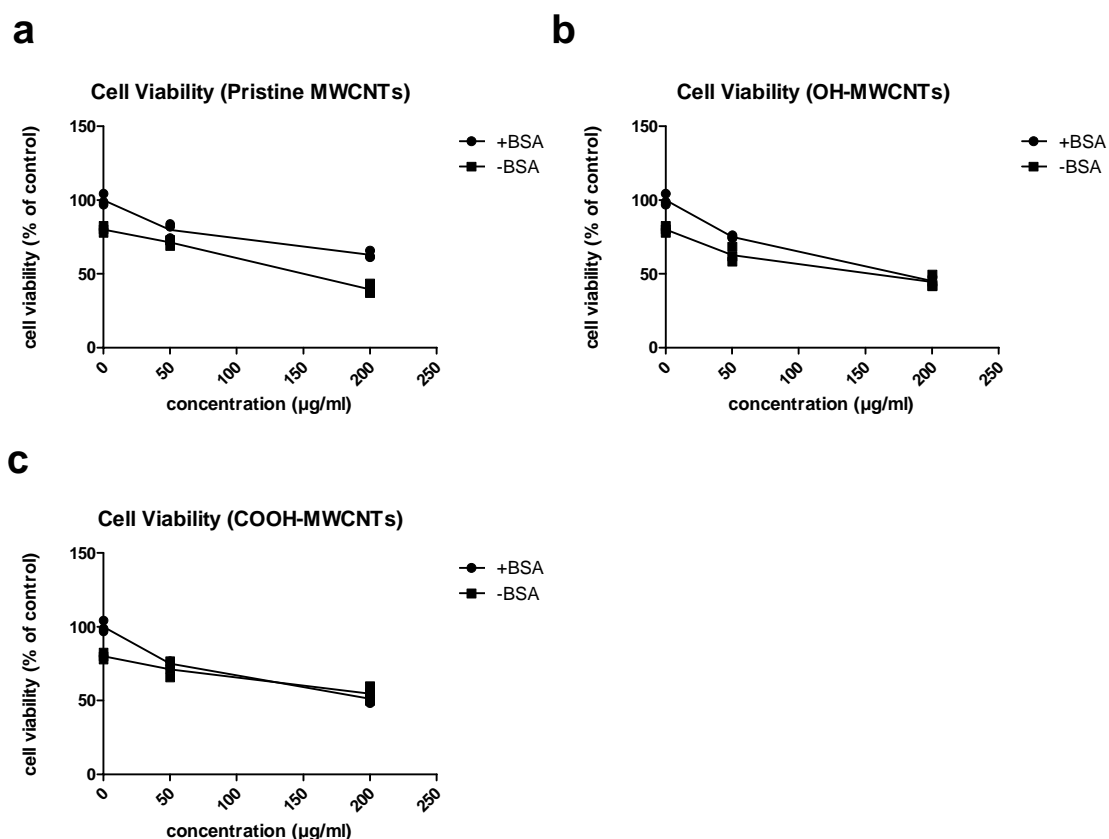 a
Cell Viability (Pristine MWCNTs)
cell viability (% of control)
150
100
50
0
0
50
100
150
200
250
concentration (µg/ml)
+BSA
-BSA
b
Cell Viability (OH-MWCNTs)
cell viability (% of control)
150
100
50
0
0
50
100
150
200
250
concentration (µg/ml)
+BSA
-BSA
c
Cell Viability (COOH-MWCNTs)
cell viability (% of control)
150
100
50
0
0
50
100
150
200
250
concentration (µg/ml)
+BSA
-BSA